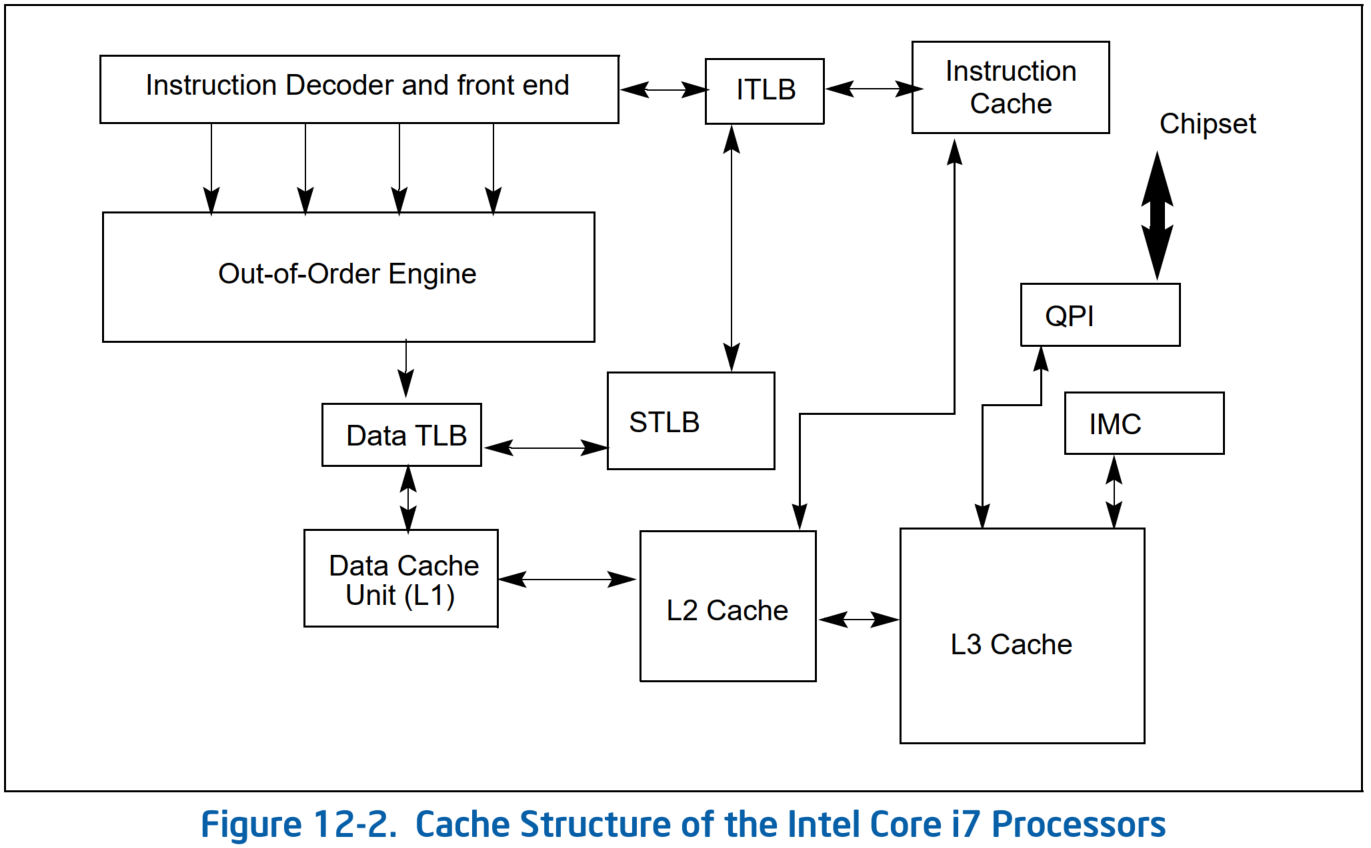 Instruction Decoder and front end
ITLB
Instruction
Cache
Chipset
Out-of-Order Engine
QPI
STLB
IMC
Data TLB
Data Cache
Unit (L1)
L2 Cache
L3 Cache
Figure 12-2. Cache Structure of the Intel Core i7 Processors